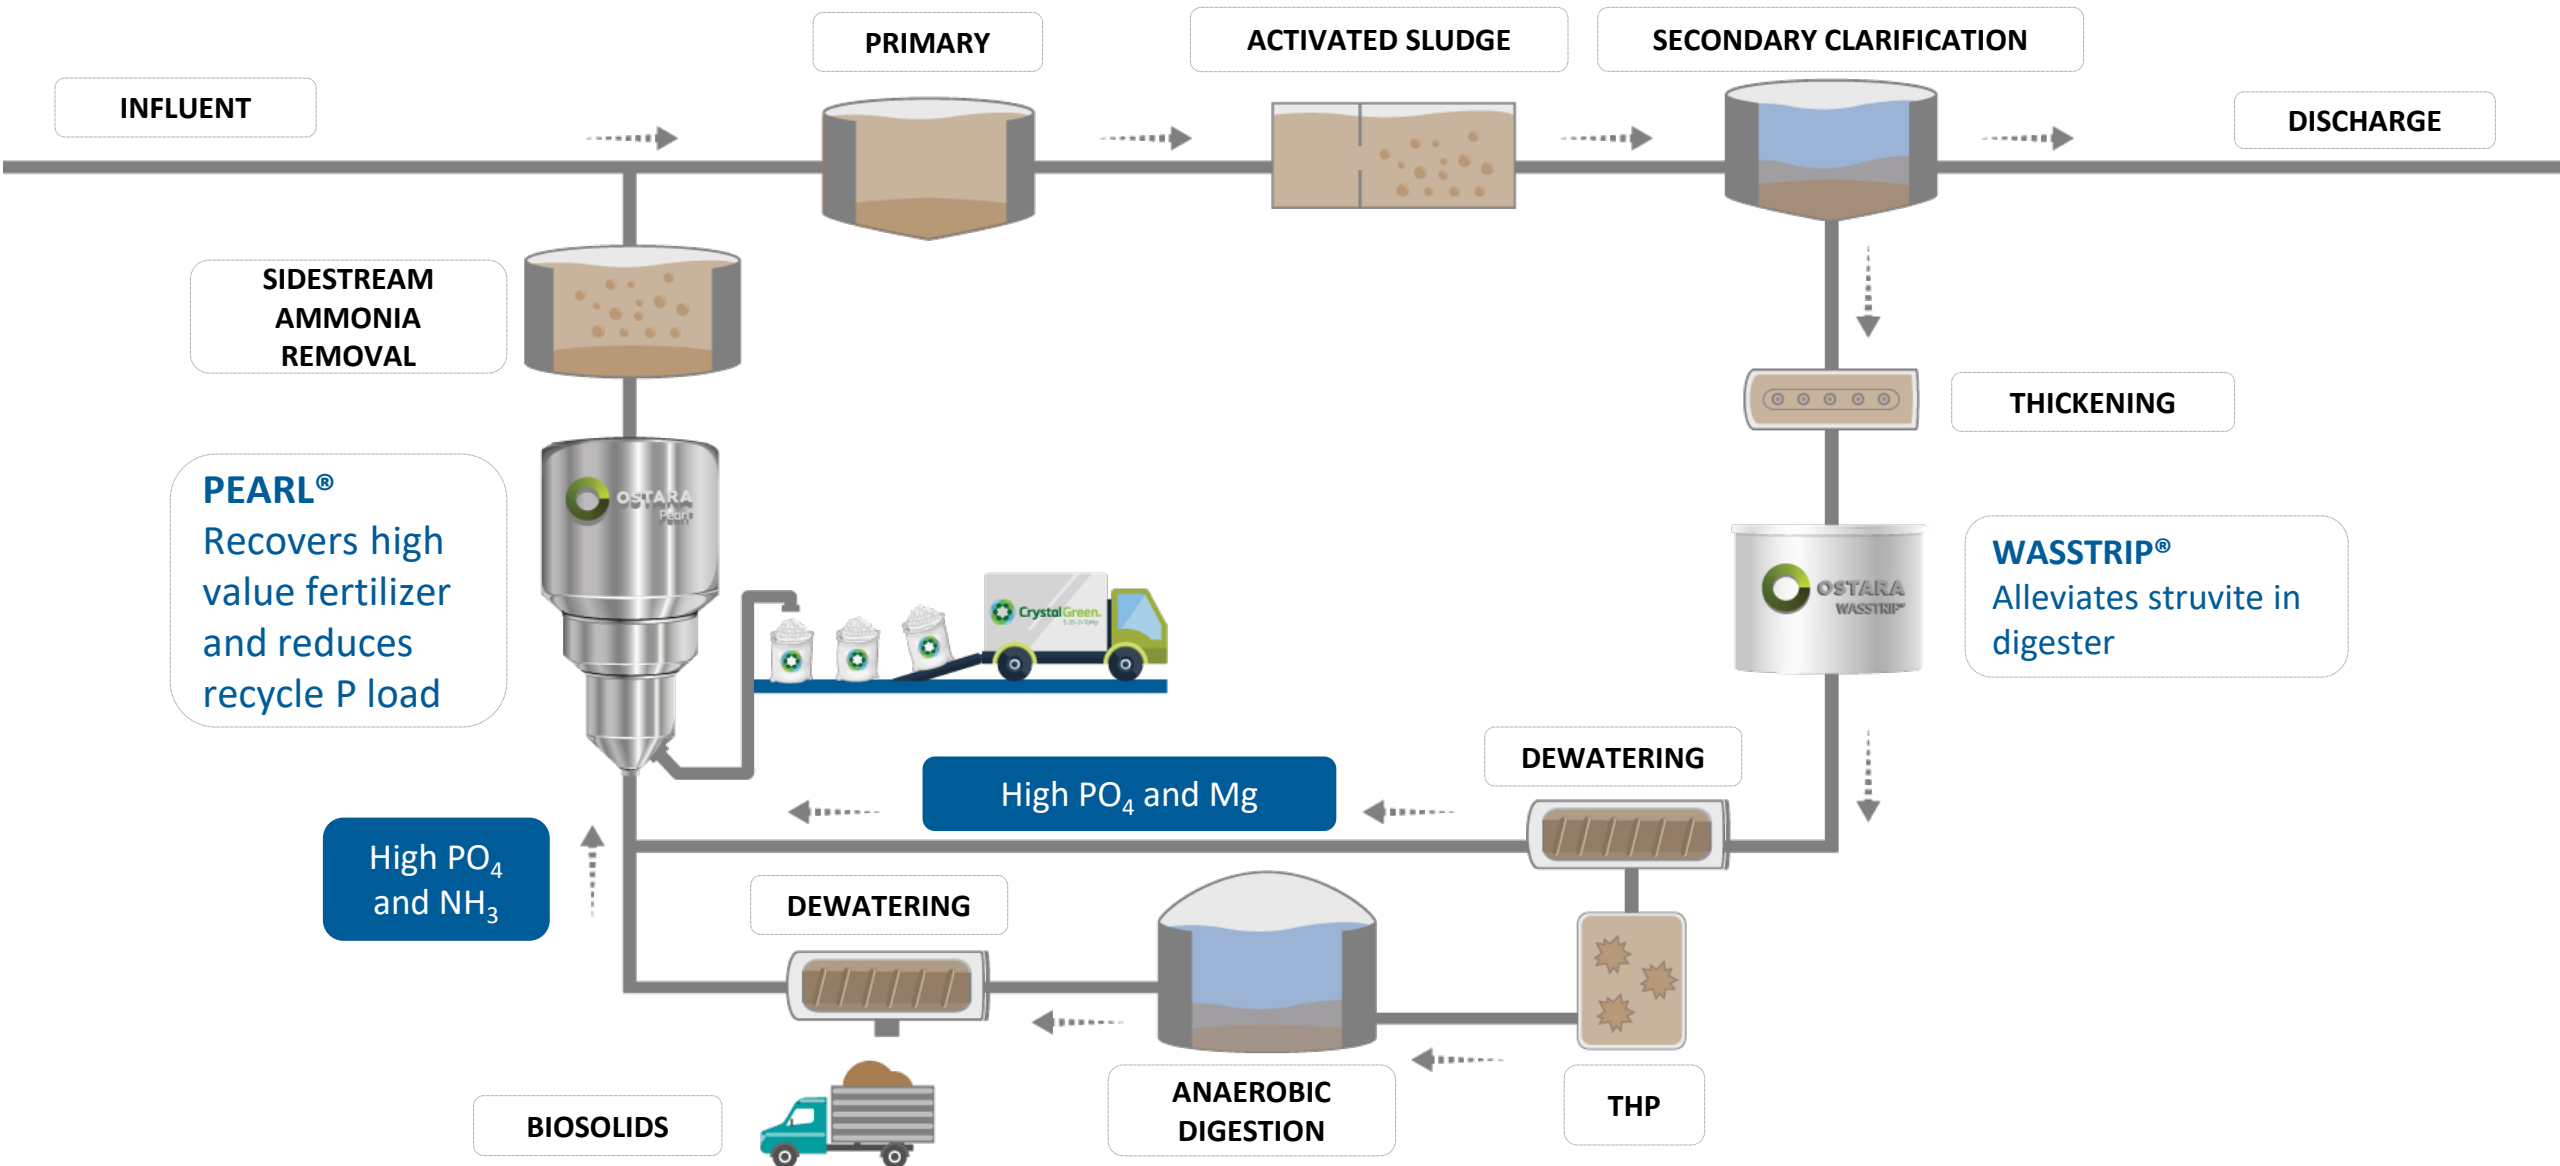 PRIMARY
ACTIVATED SLUDGE
SECONDARY CLARIFICATION
INFLUENT
DISCHARGE
SIDESTREAM
AMMONIA
REMOVAL
THICKENING
PEARL®
Recovers high
value fertilizer
and reduces
recycle P load
OSTARA
Pearl
WASSTRIP®
Alleviates struvite in
digester
OSTARA
WASSTRIP®
CrystalGreen.
DEWATERING
High PO₄ and Mg
High PO₄
and NH₃
DEWATERING
ANAEROBIC
DIGESTION
THP
BIOSOLIDS